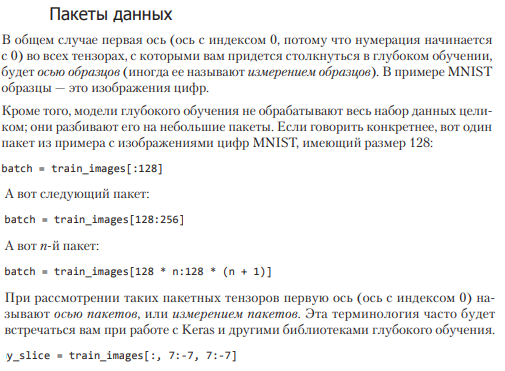 Пакеты данных
В общем случае первая ось (ось с индексом 0, потому что нумерация начинается
с 0) во всех тензорах, с которыми вам придется столкнуться в глубоком обучении,
будет осью образцов (иногда ее называют измерением образцов). В примере MNIST
образцы — это изображения цифр.
Кроме того, модели глубокого обучения не обрабатывают весь набор данных цели-
ком; они разбивают его на небольшие пакеты. Если говорить конкретнее, вот один
пакет из примера с изображениями цифр MNIST, имеющий размер 128:
batch = train_images[:128]
А вот следующий пакет:
batch = train_images[128:256]
А вот n-й пакет:
batch = train_images[128 * n:128 * (n + 1)]
При рассмотрении таких пакетных тензоров первую ось (ось с индексом 0) на-
зывают осью пакетов, или измерением пакетов. Эта терминология часто будет
встречаться вам при работе с Keras и другими библиотеками глубокого обучения.
y_slice = train_images[:, 7:-7, 7:-7]